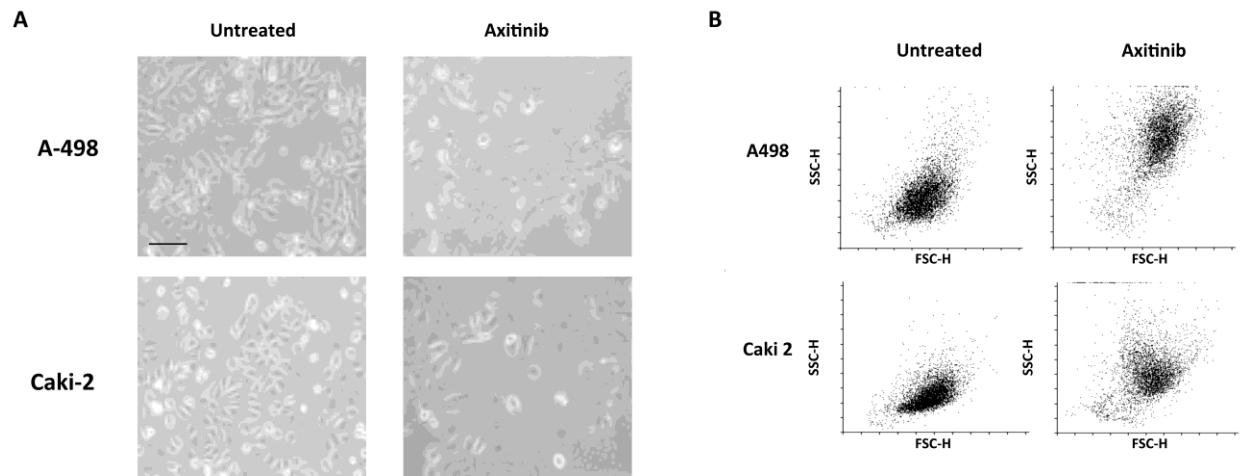 A
Untreated
Axitinib
A-498
Caki-2
B
Untreated
Axitinib
A498
SSC-H
FSC-H
SSC-H
FSC-H
Caki 2
SSC-H
FSC-H
SSC-H
FSC-H